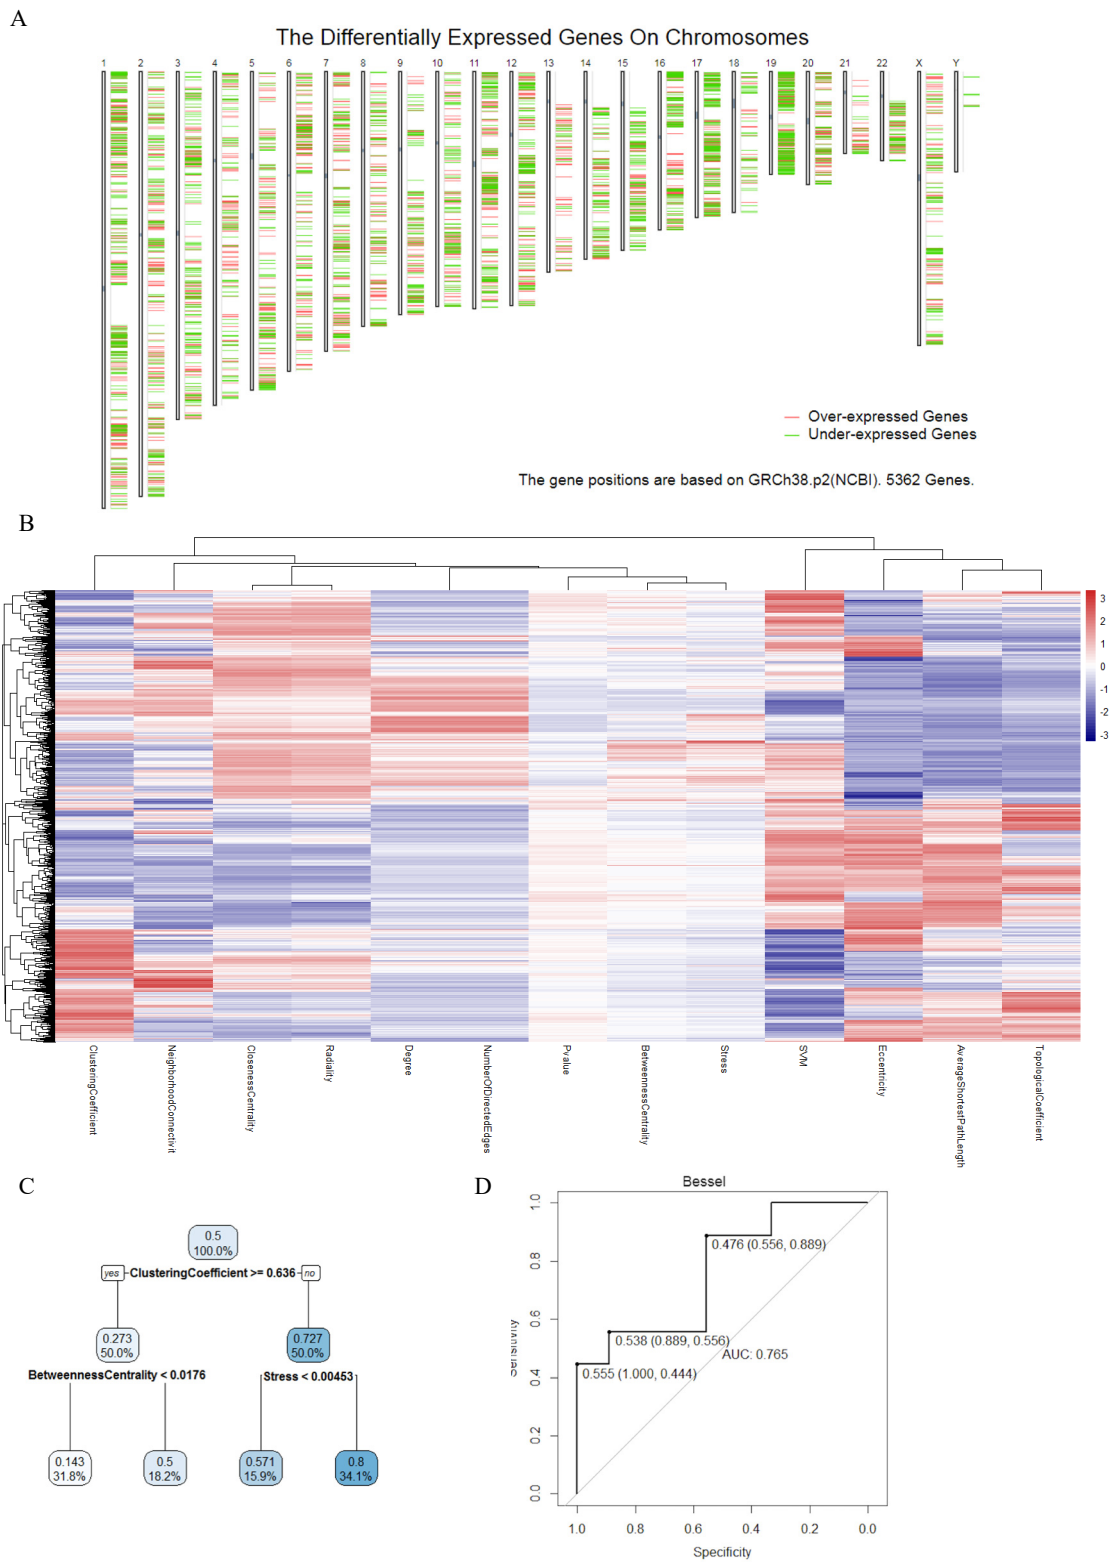 A
The Differentially Expressed Genes On Chromosomes
1 2 3 4 5 6 7 8 9 10 11 12 13 14 15 16 17 18 19 20 21 22 X Y
Over-expressed Genes
Under-expressed Genes
The gene positions are based on GRCh38.p2(NCBI). 5362 Genes.
B
3
2
1
0
-1
-2
-3
ClusteringCoefficient
NeighborhoodConnectivit
ClosenessCentrality
Radiality
Degree
NumberOfDirectedEdges
Pvalue
BetweennessCentrality
Stress
SVM
Eccentricity
AverageShortestPathLength
TopologicalCoefficient
C
0.5
100.0%
yes ClusteringCoefficient >= 0.636 no
0.273
50.0%
0.727
50.0%
BetweennessCentrality < 0.0176
Stress < 0.00453
0.143
31.8%
0.5
18.2%
0.571
15.9%
0.8
34.1%
D
Bessel
1.0
0.8
0.6
0.4
0.2
0.0
0.476 (0.556, 0.889)
0.538 (0.889, 0.556)
AUC: 0.765
0.555 (1.000, 0.444)
1.0 0.8 0.6 0.4 0.2 0.0
Specificity